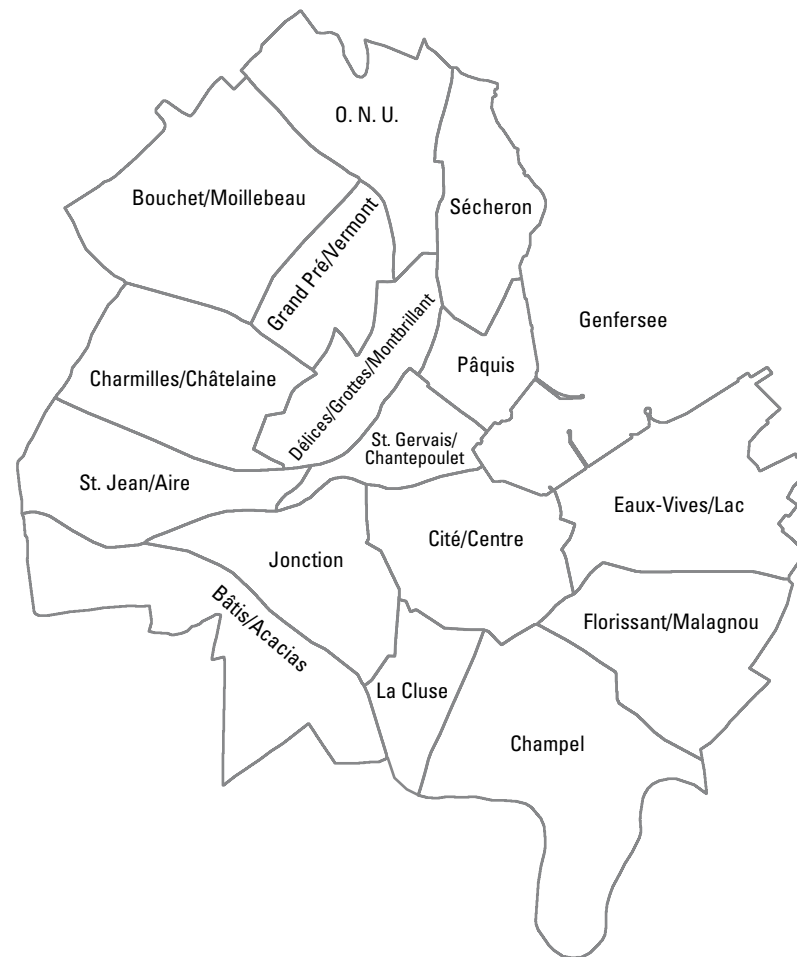 O. N. U.
Bouchet/Moillebeau
Sécheron
Grand Pré/Vermont
Genfersee
Délices/Grottes/Montbrillant
Pâquis
Charmilles/Châtelaine
St. Gervais/
Chantepoulet
St. Jean/Aire
Eaux-Vives/Lac
Cité/Centre
Jonction
Bâtis/Acacias
Florissant/Malagnou
La Cluse
Champel